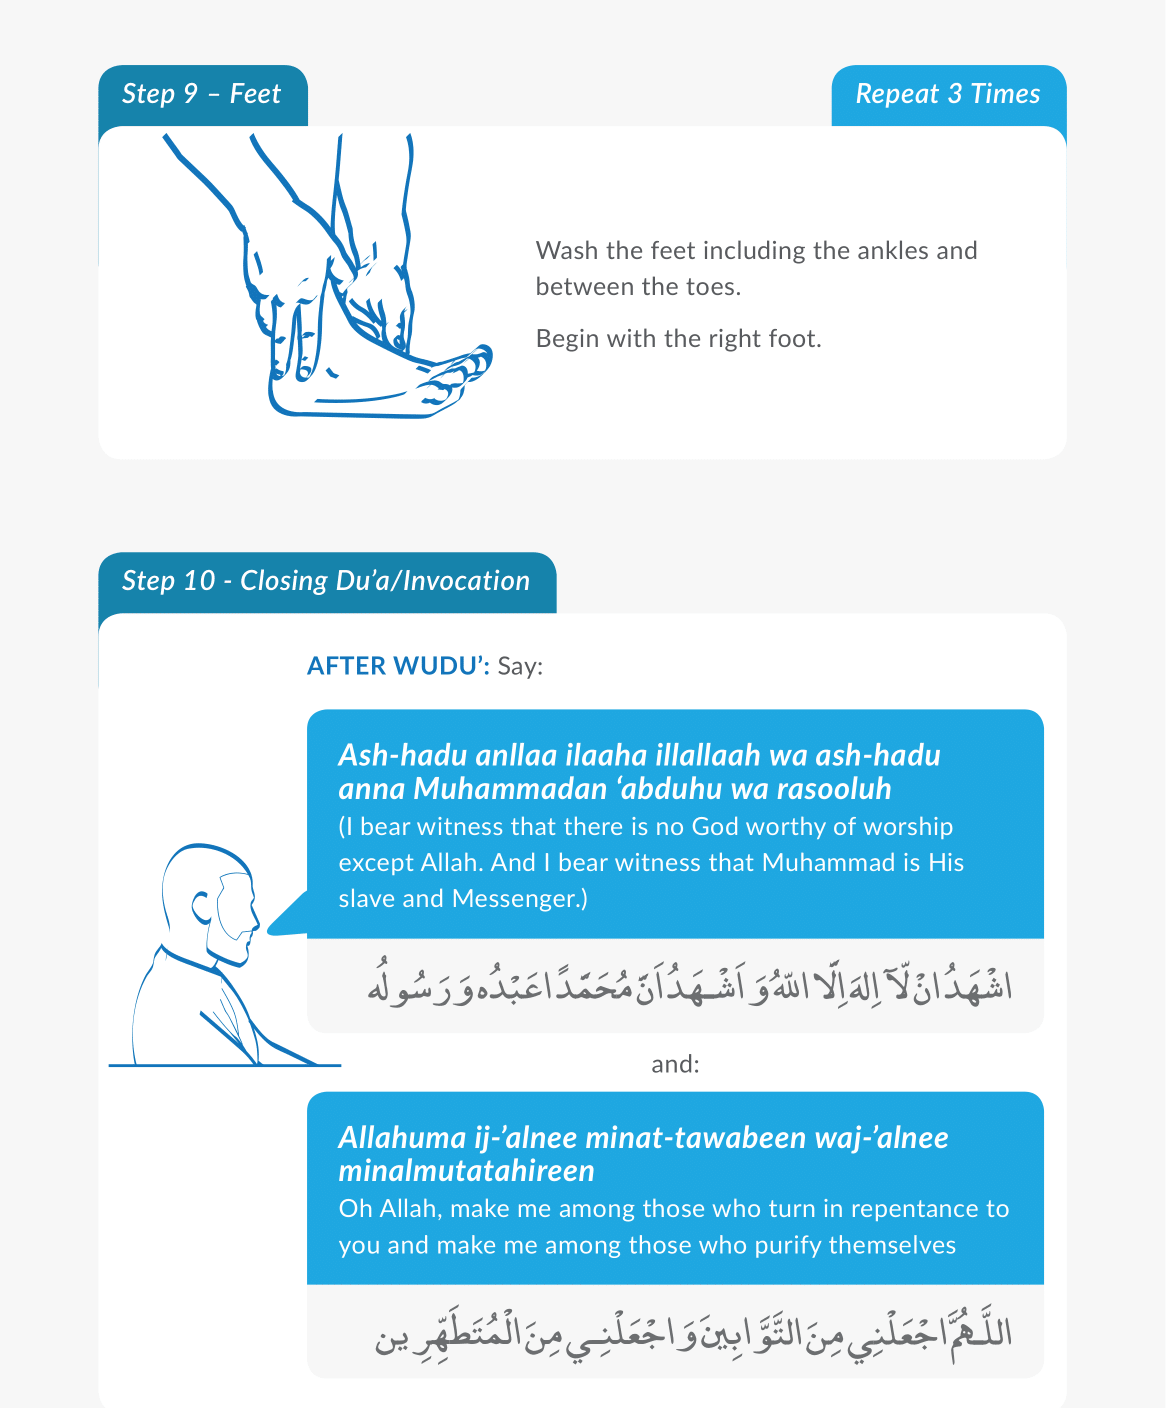 Step 9 – Feet
Repeat 3 Times
Wash the feet including the ankles and
between the toes.
Begin with the right foot.
Step 10 - Closing Du’a/Invocation
AFTER WUDU’: Say:
Ash-hadu anllaa ilaaha illallaah wa ash-hadu
anna Muhammadan ‘abduhu wa rasooluh
(I bear witness that there is no God worthy of worship
except Allah. And I bear witness that Muhammad is His
slave and Messenger.)
اشْهَدُ انْ لّآ اِلهَ اِلَّا اللّهُ وَ اَشْهَدُ اَنَّ مُحَمَّدًا عَبْدُه وَ رَسُولُه
and:
Allahuma ij-’alnee minat-tawabeen waj-’alnee
minalmutatahireen
Oh Allah, make me among those who turn in repentance to
you and make me among those who purify themselves
اللَّهُمَّ اجْعَلْنِي مِنَ التَّوَّابِينَ وَ اجْعَلْنِي مِنَ الْمُتَطَهِّرِين